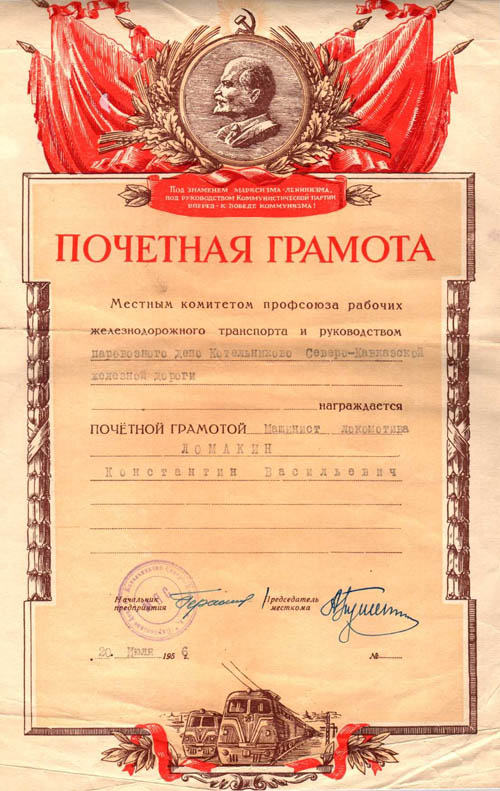 Под знаменем марксизма-ленинизма,
под руководством Коммунистической партии
вперед - к победе коммунизма!
ПОЧЕТНАЯ ГРАМОТА
Местным комитетом профсоюза рабочих
железнодорожного транспорта и руководством
паровозного депо Котельниково Северо-Кавказской
железной дороги
награждается
ПОЧЁТНОЙ ГРАМОТОЙ Машинист локомотива
ЛОМАКИН
Константин Васильевич
Начальник предприятия
Председатель месткома
20 Июля 1956 г.
№